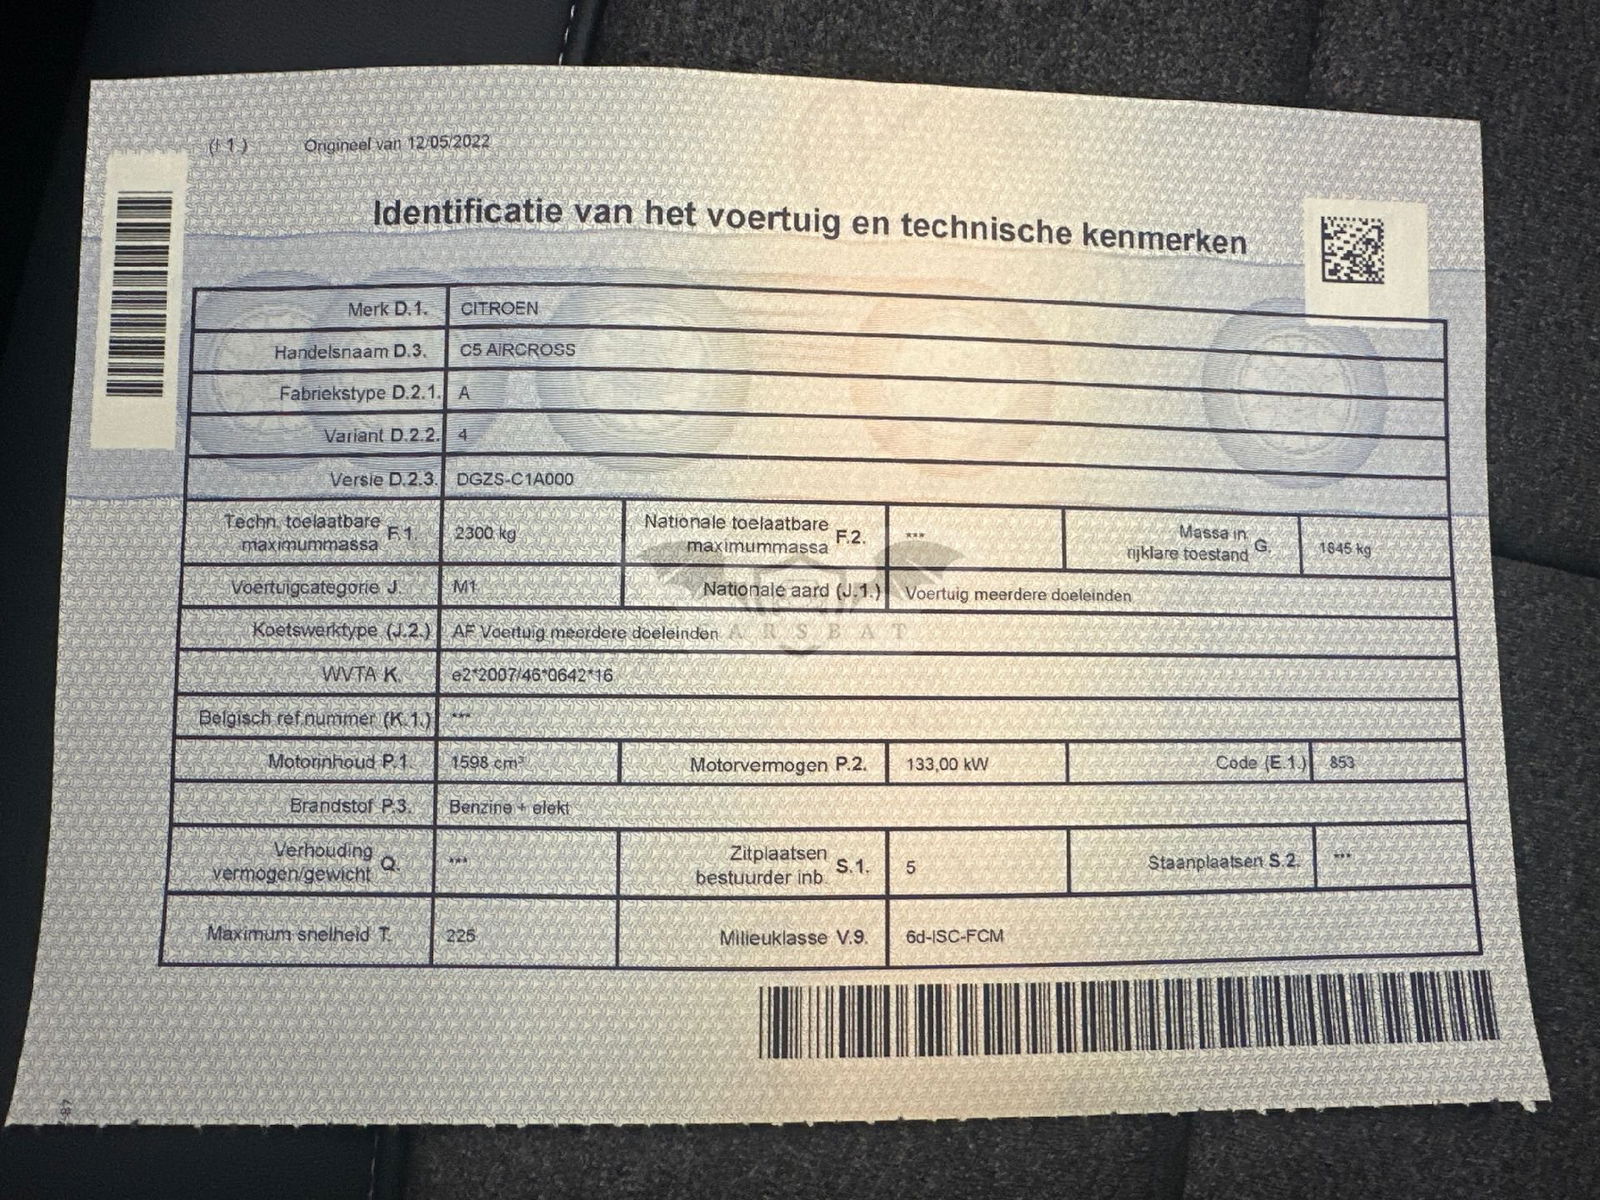 (I 1) Origineel van 12/05/2022
Identificatie van het voertuig en technische kenmerken
Merk D.1. CITROEN
Handelsnaam D.3. C5 AIRCROSS
Fabriekstype D.2.1. A
Variant D.2.2. 4
Versie D.2.3. DGZS-C1A000
Techn. toelaatbare maximummassa F.1. 2300 kg Nationale toelaatbare maximummassa F.2. *** Massa in rijklare toestand G. 1845 kg
Voertuigcategorie J. M1 Nationale aard (J.1.) Voertuig meerdere doeleinden
Koetswerktype (J.2.) AF Voertuig meerdere doeleinden
ARSBAT
WVTA K. e2*2007/46*0642*16
Belgisch ref.nummer (K.1.) ***
Motorinhoud P.1. 1598 cm³ Motorvermogen P.2. 133,00 kW Code (E.1.) 853
Brandstof P.3. Benzine + elekt
Verhouding vermogen/gewicht Q. *** Zitplaatsen bestuurder inb. S.1. 5 Staanplaatsen S.2. ***
Maximum snelheid T. 225 Milieuklasse V.9. 6d-ISC-FCM